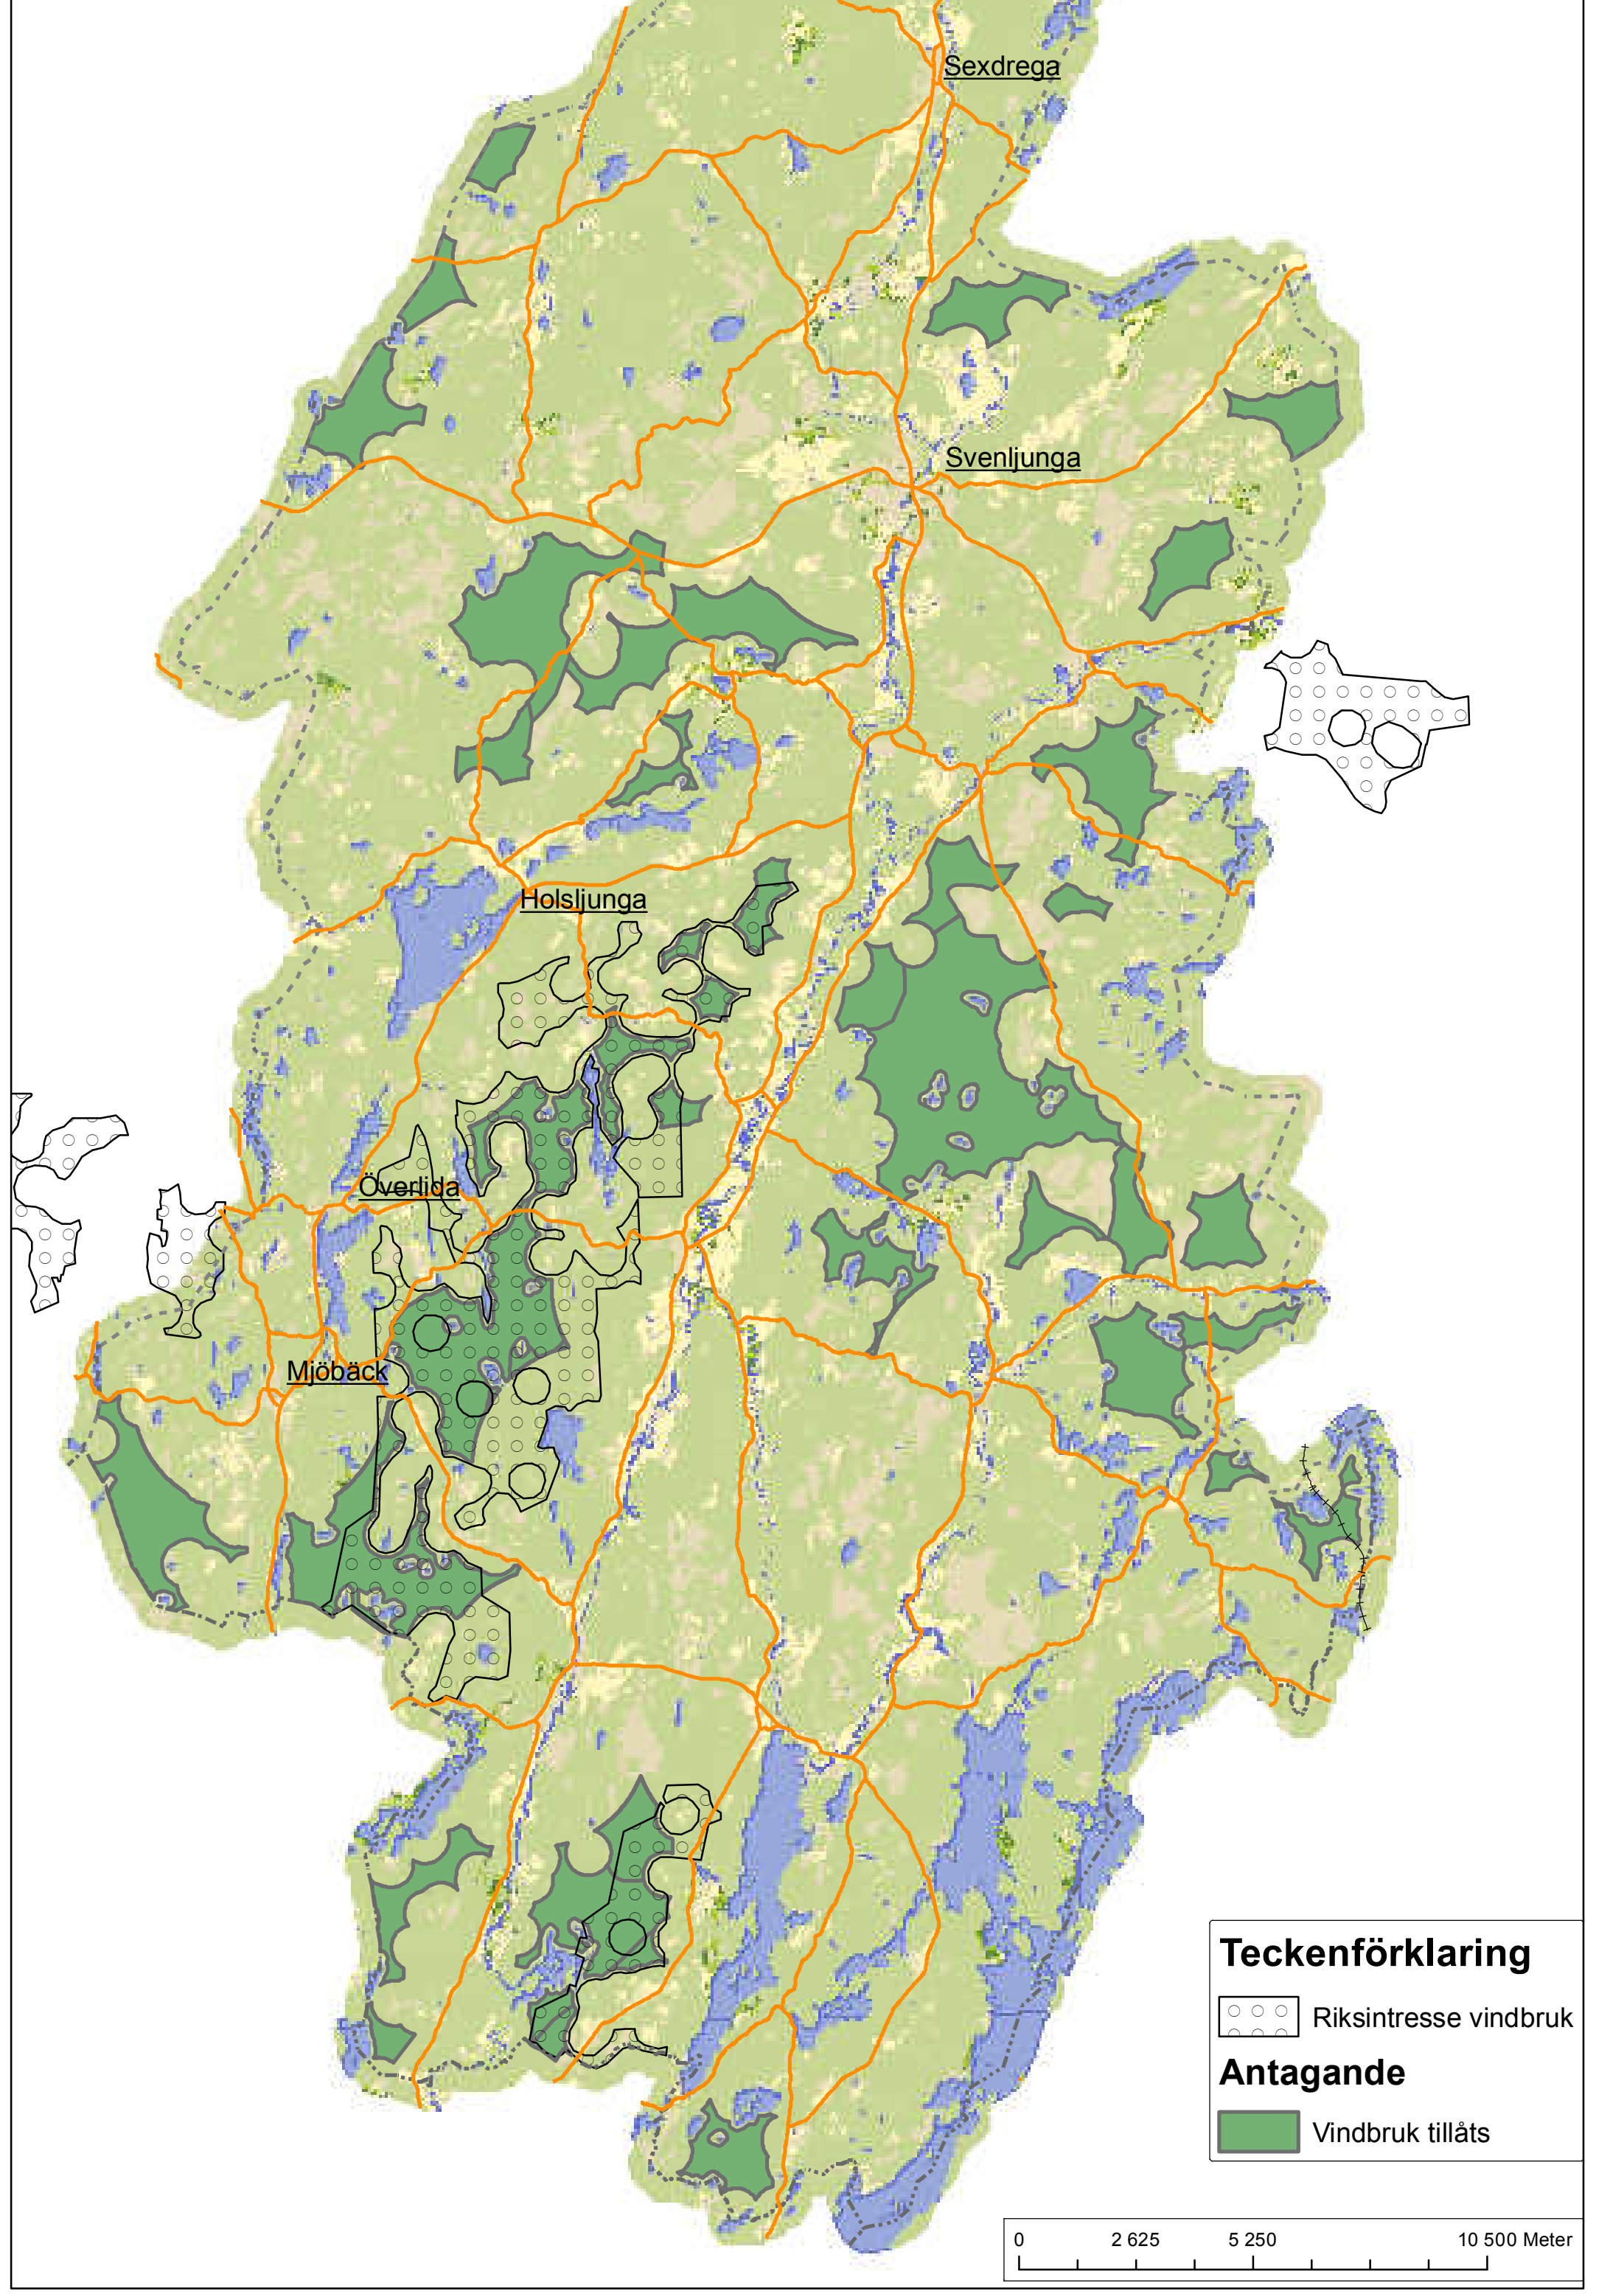 Sexdrega
Svenljunga
Holsljunga
Överlida
Mjöbäck
Teckenförklaring
Riksintresse vindbruk
Antagande
Vindbruk tillåts
0 2 625 5 250 10 500 Meter